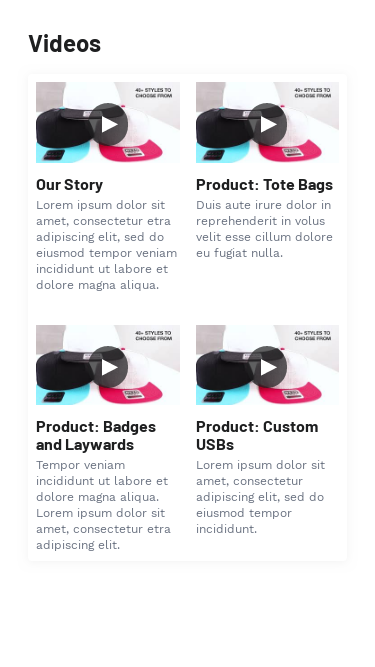 Videos
40+ STYLES TO
CHOOSE FROM
40+ STYLES TO
CHOOSE FROM
Our Story
Lorem ipsum dolor sit
amet, consectetur etra
adipiscing elit, sed do
eiusmod tempor veniam
incididunt ut labore et
dolore magna aliqua.
Product: Tote Bags
Duis aute irure dolor in
reprehenderit in volus
velit esse cillum dolore
eu fugiat nulla.
40+ STYLES TO
CHOOSE FROM
40+ STYLES TO
CHOOSE FROM
Product: Badges
and Laywards
Tempor veniam
incididunt ut labore et
dolore magna aliqua.
Lorem ipsum dolor sit
amet, consectetur etra
adipiscing elit.
Product: Custom
USBs
Lorem ipsum dolor sit
amet, consectetur
adipiscing elit, sed do
eiusmod tempor
incididunt.